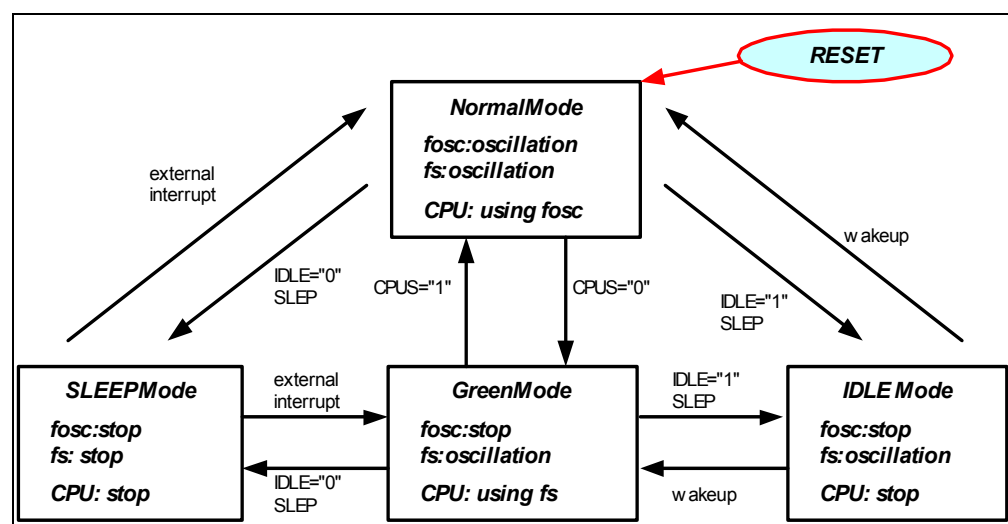 RESET
NormalMode
fosc:oscillation
fs:oscillation
CPU: using fosc
external
interrupt
wakeup
IDLE="0"
SLEP
CPUS="1"
CPUS="0"
IDLE="1"
SLEP
SLEEPMode
fosc:stop
fs: stop
CPU: stop
external
interrupt
IDLE="0"
SLEP
GreenMode
fosc:stop
fs:oscillation
CPU: using fs
IDLE="1"
SLEP
wakeup
IDLE Mode
fosc:stop
fs:oscillation
CPU: stop